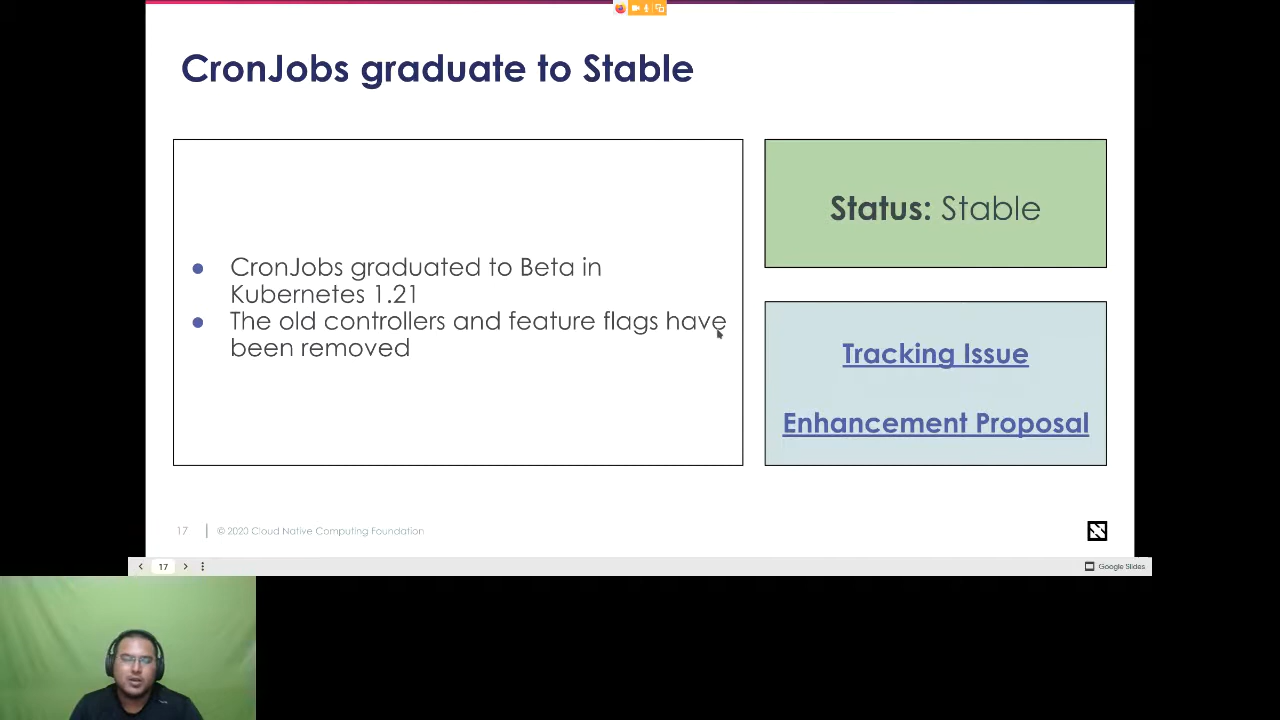 CronJobs graduate to Stable
● CronJobs graduated to Beta in
Kubernetes 1.21
● The old controllers and feature flags have
been removed
Status: Stable
Tracking Issue
Enhancement Proposal
17 | © 2020 Cloud Native Computing Foundation
17
Google Slides